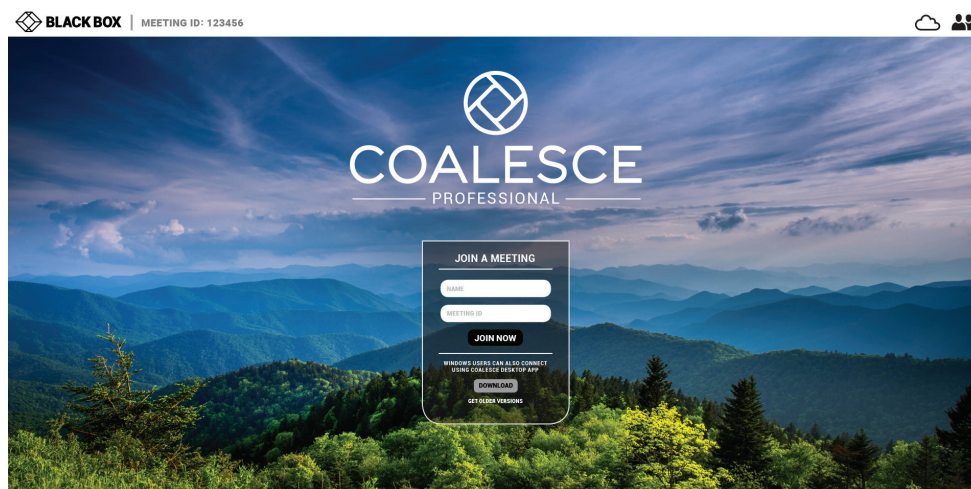 BLACK BOX
MEETING ID: 123456
COALESCE
PROFESSIONAL
JOIN A MEETING
NAME
MEETING ID
JOIN NOW
WINDOWS USERS CAN ALSO CONNECT
USING COALESCE DESKTOP APP
DOWNLOAD
GET OLDER VERSIONS